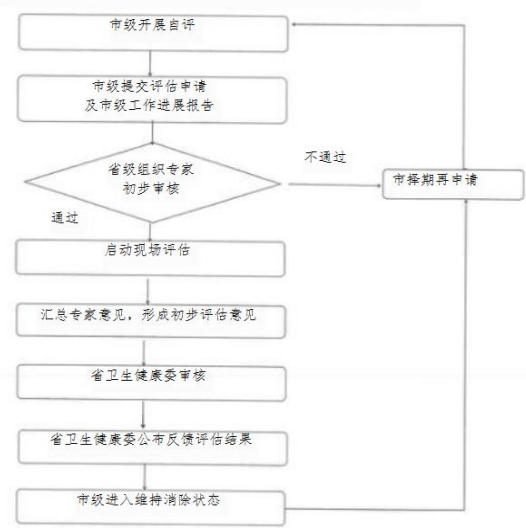 市级开展自评
市级提交评估申请
及市级工作进展报告
省级组织专家
初步审核
不通过
市择期再申请
通过
启动现场评估
汇总专家意见，形成初步评估意见
省卫生健康委审核
省卫生健康委公布反馈评估结果
市级进入维持消除状态